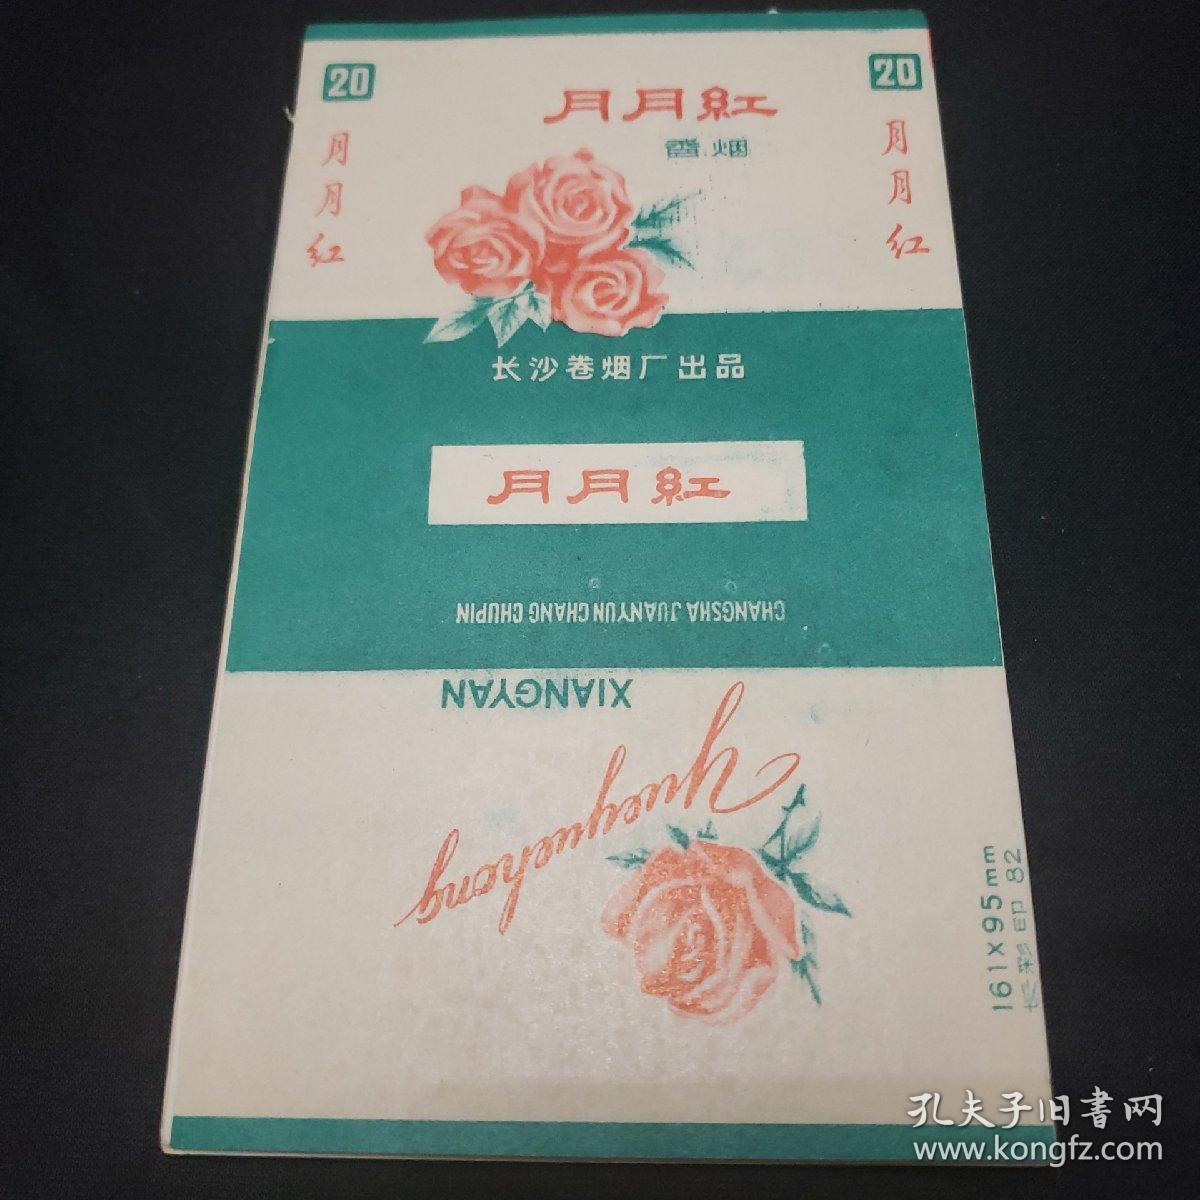 20
20
月月紅
香烟
月月红
月月红
长沙卷烟厂出品
月月紅
CHANGSHA JUANYUN CHANG CHUPIN
XIANGYAN
Yueyuehong
161×95mm
长彩印 82
孔夫子旧書网
www.kongfz.com